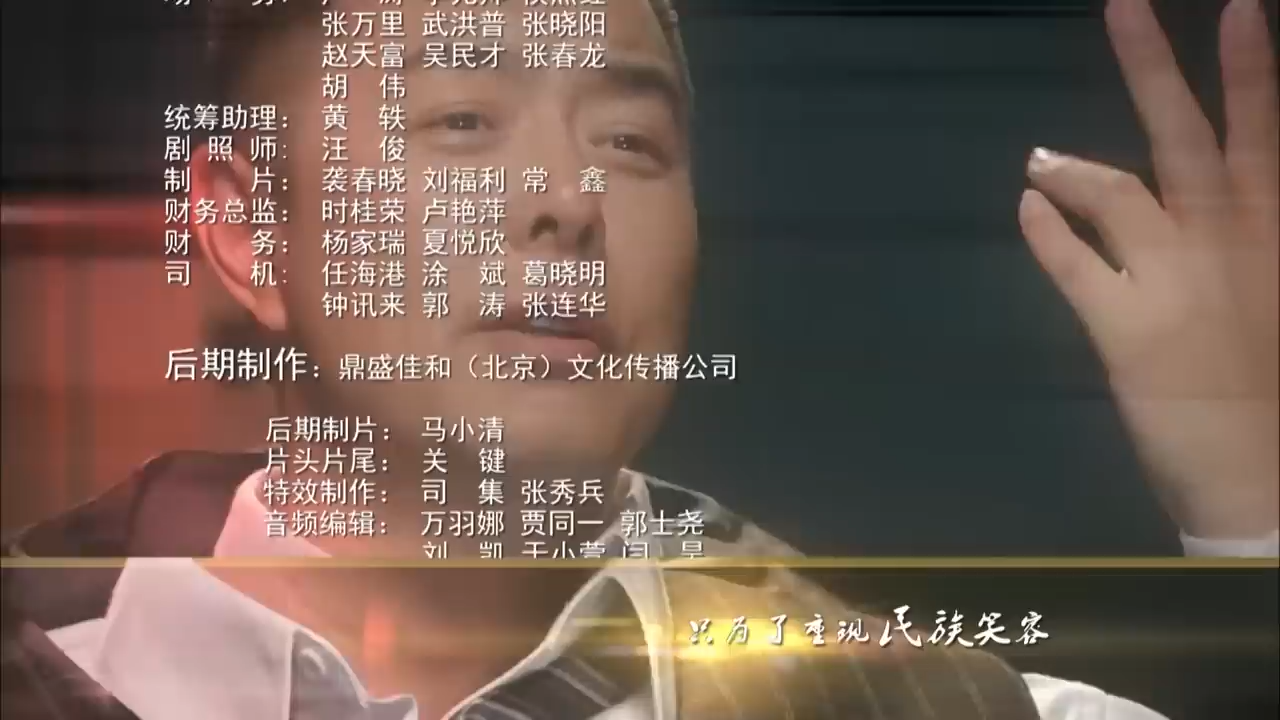 张万里 武洪普 张晓阳
赵天富 吴民才 张春龙
胡 伟
统筹助理： 黄 轶
剧照师： 汪 俊
制 片： 袭春晓 刘福利 常 鑫
财务总监： 时桂荣 卢艳萍
财 务： 杨家瑞 夏悦欣
司 机： 任海港 涂 斌 葛晓明
钟讯来 郭 涛 张连华
后期制作：鼎盛佳和（北京）文化传播公司
后期制片： 马小清
片头片尾： 关 键
特效制作： 司 集 张秀兵
音频编辑： 万羽娜 贾同一 郭士尧
刘 凯
只为了重现民族笑容